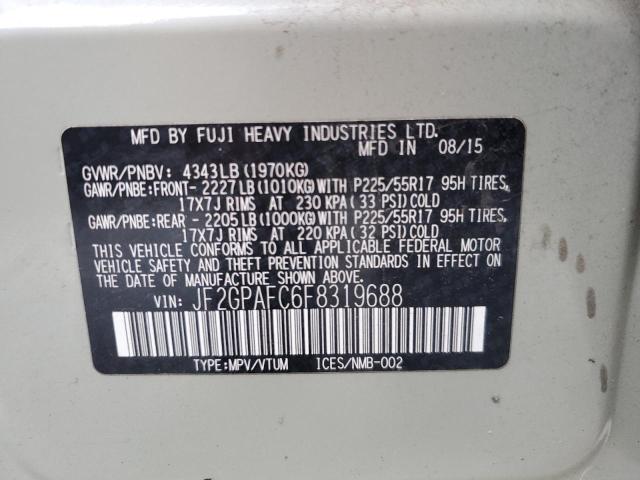 MFD BY FUJI HEAVY INDUSTRIES LTD.
MFD IN 08/15
GVWR/PNBV: 4343LB(1970KG)
GAWR/PNBE:FRONT- 2227LB(1010KG)WITH P225/55R17 95H TIRES,
17X7J RIMS AT 230 KPA(33 PSI)COLD
GAWR/PNBE:REAR - 2205LB(1000KG)WITH P225/55R17 95H TIRES,
17X7J RIMS AT 220 KPA(32 PSI)COLD
THIS VEHICLE CONFORMS TO ALL APPLICABLE FEDERAL MOTOR
VEHICLE SAFETY AND THEFT PREVENTION STANDARDS IN EFFECT
ON THE DATE OF MANUFACTURE SHOWN ABOVE.
VIN: JF2GPAFC6F8319688
TYPE:MPV/VTUM ICES/NMB-002